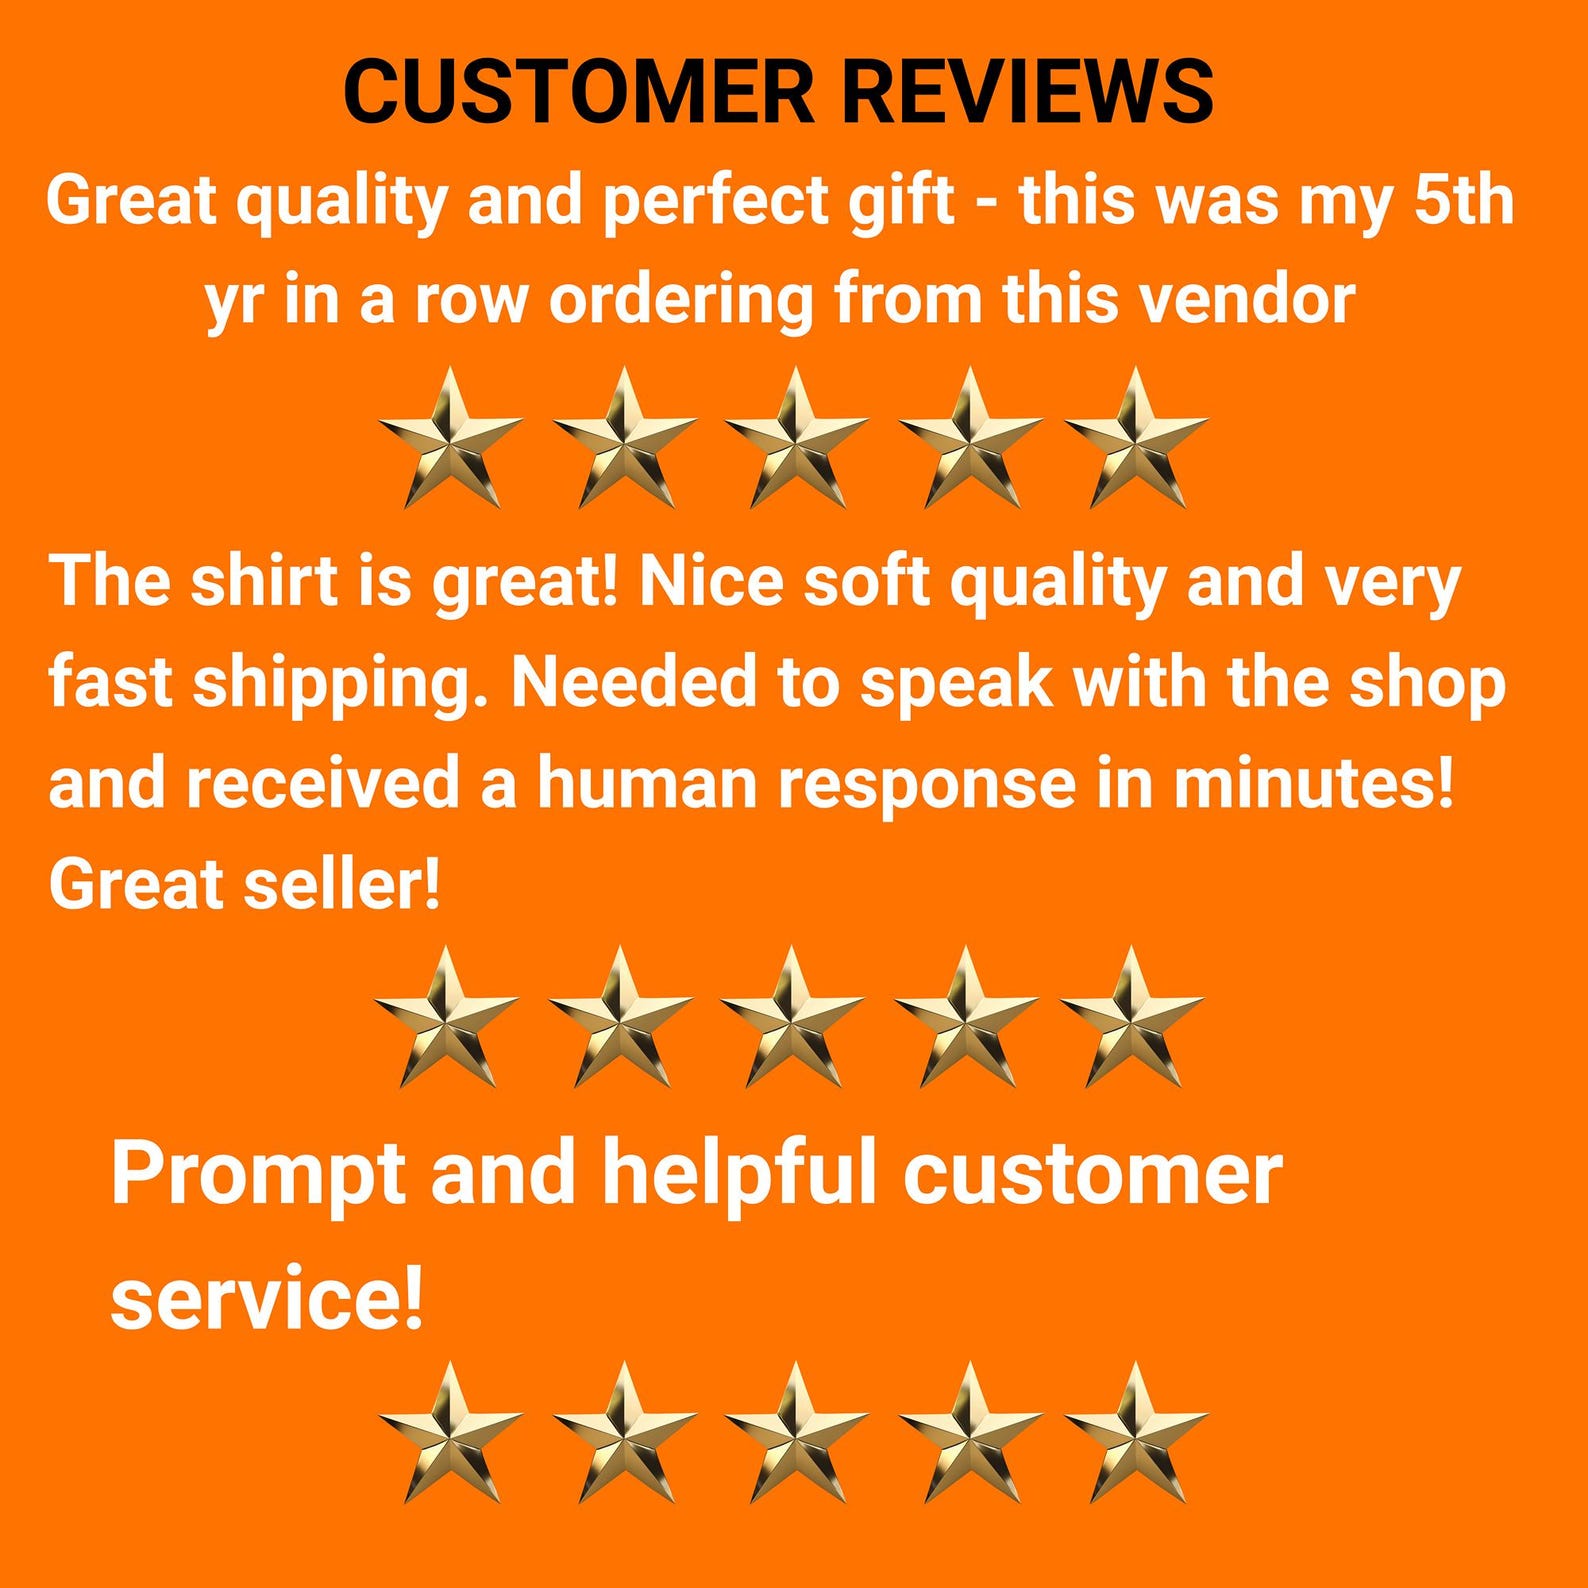 CUSTOMER REVIEWS
Great quality and perfect gift - this was my 5th
yr in a row ordering from this vendor
The shirt is great! Nice soft quality and very
fast shipping. Needed to speak with the shop
and received a human response in minutes!
Great seller!
Prompt and helpful customer
service!